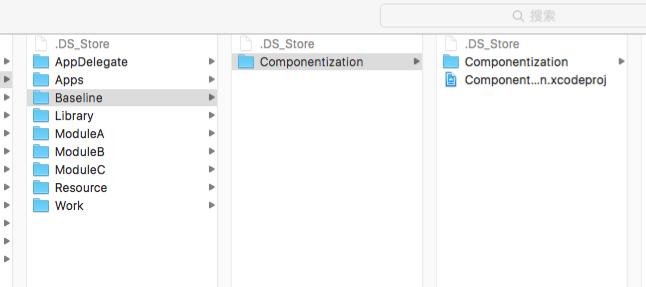 搜索
.DS_Store
AppDelegate
Apps
Baseline
Library
ModuleA
ModuleB
ModuleC
Resource
Work
.DS_Store
Componentization
.DS_Store
Componentization
Component...n.xcodeproj